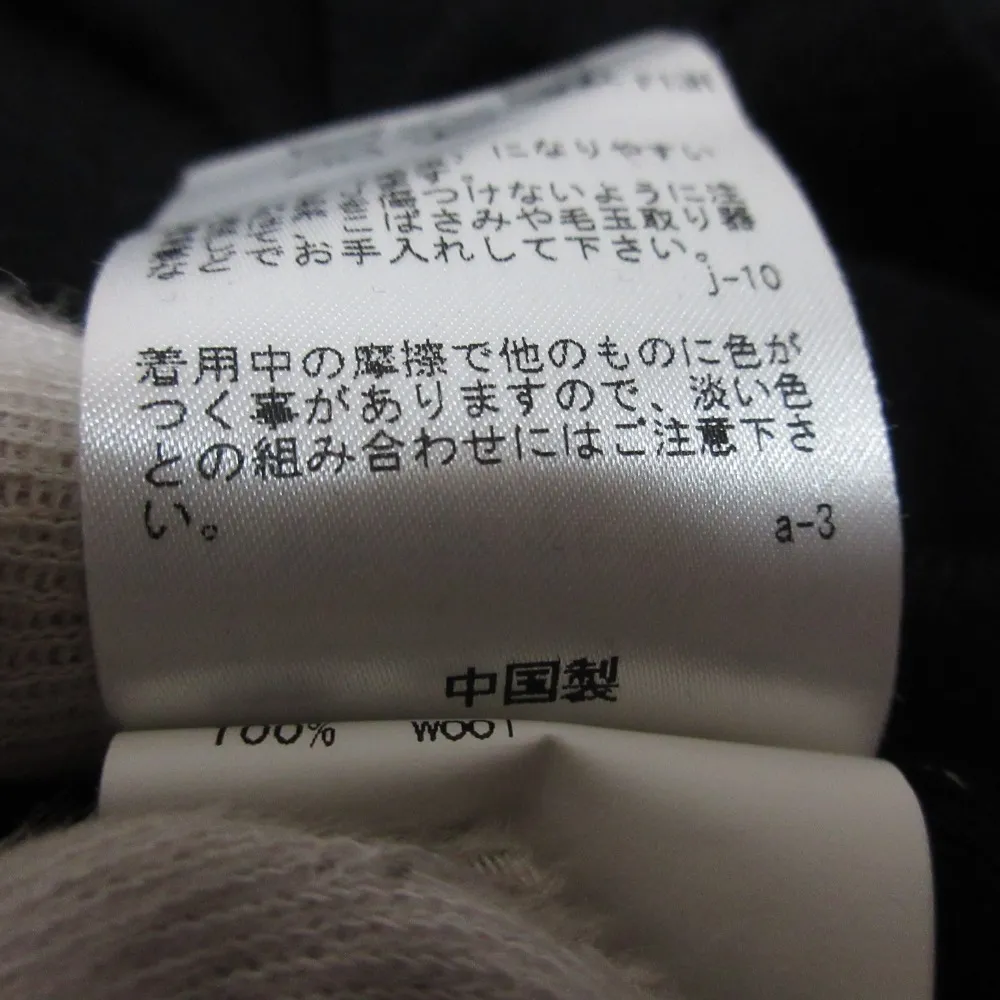 になりやすい
す。
つけないように注
ばさみや毛玉取り器
などでお手入れして下さい。
j-10
着用中の摩擦で他のものに色が
つく事がありますので、淡い色
との組み合わせにはご注意下さ
い。
a-3
中国製
100% wool